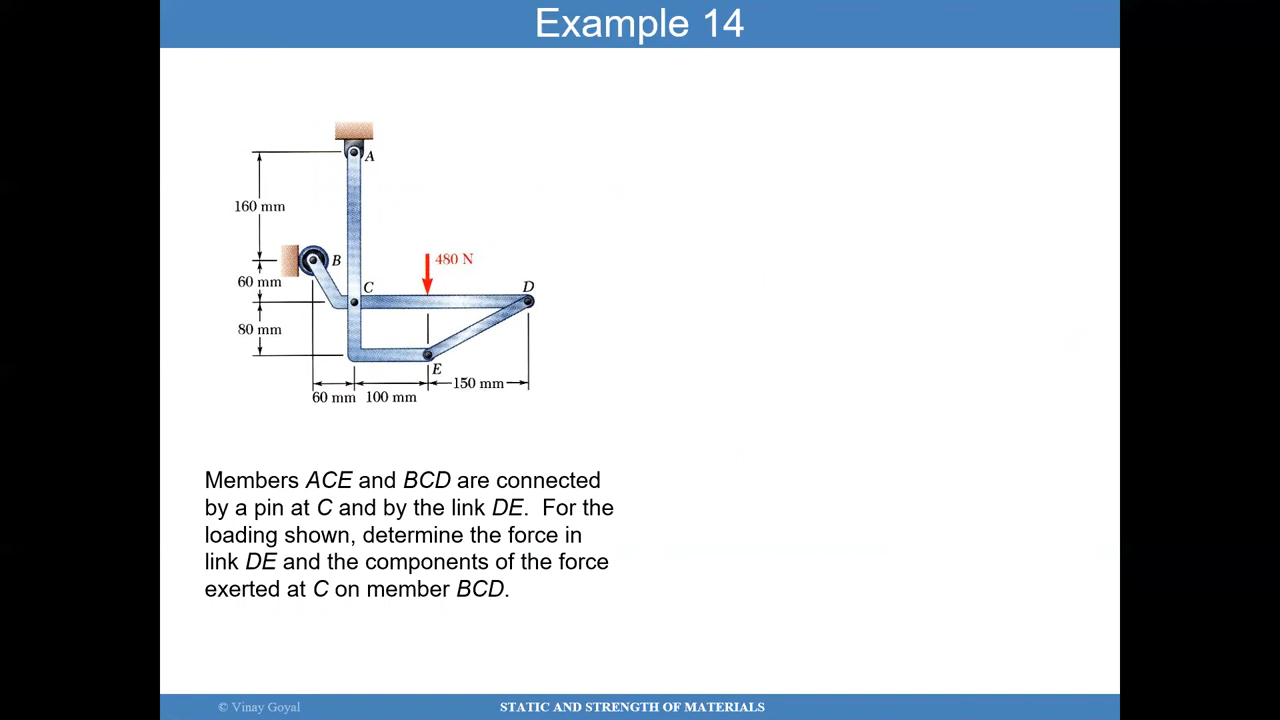 Example 14
A
160 mm
B
480 N
60 mm
C
D
80 mm
E
150 mm
60 mm 100 mm
Members ACE and BCD are connected
by a pin at C and by the link DE. For the
loading shown, determine the force in
link DE and the components of the force
exerted at C on member BCD.
© Vinay Goyal
STATIC AND STRENGTH OF MATERIALS